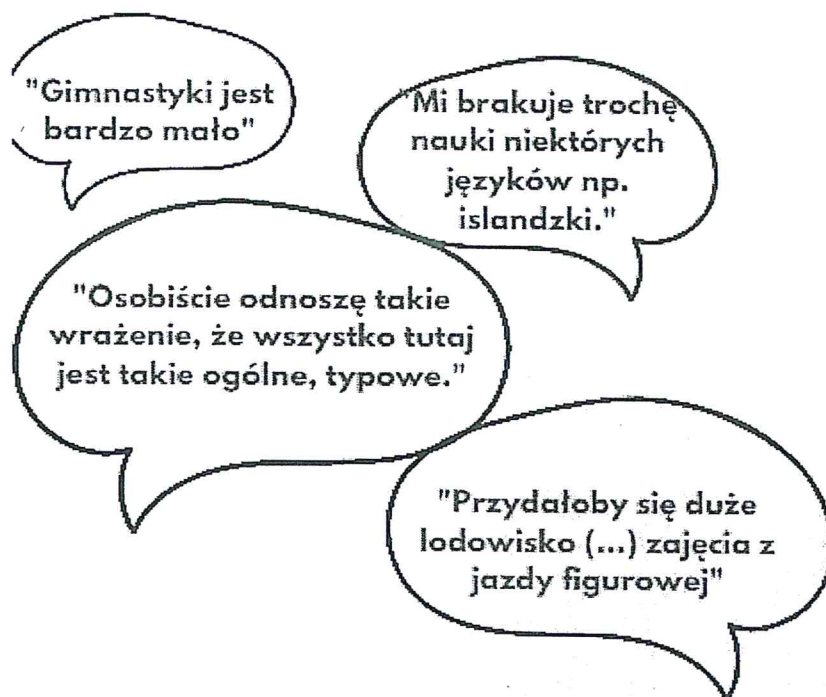 "Gimnastyki jest
bardzo mało"
"Mi brakuje trochę
nauki niektórych
języków np.
islandzki."
"Osobiście odnoszę takie
wrażenie, że wszystko tutaj
jest takie ogólne, typowe."
"Przydałoby się duże
lodowisko (...) zajęcia z
jazdy figurowej"